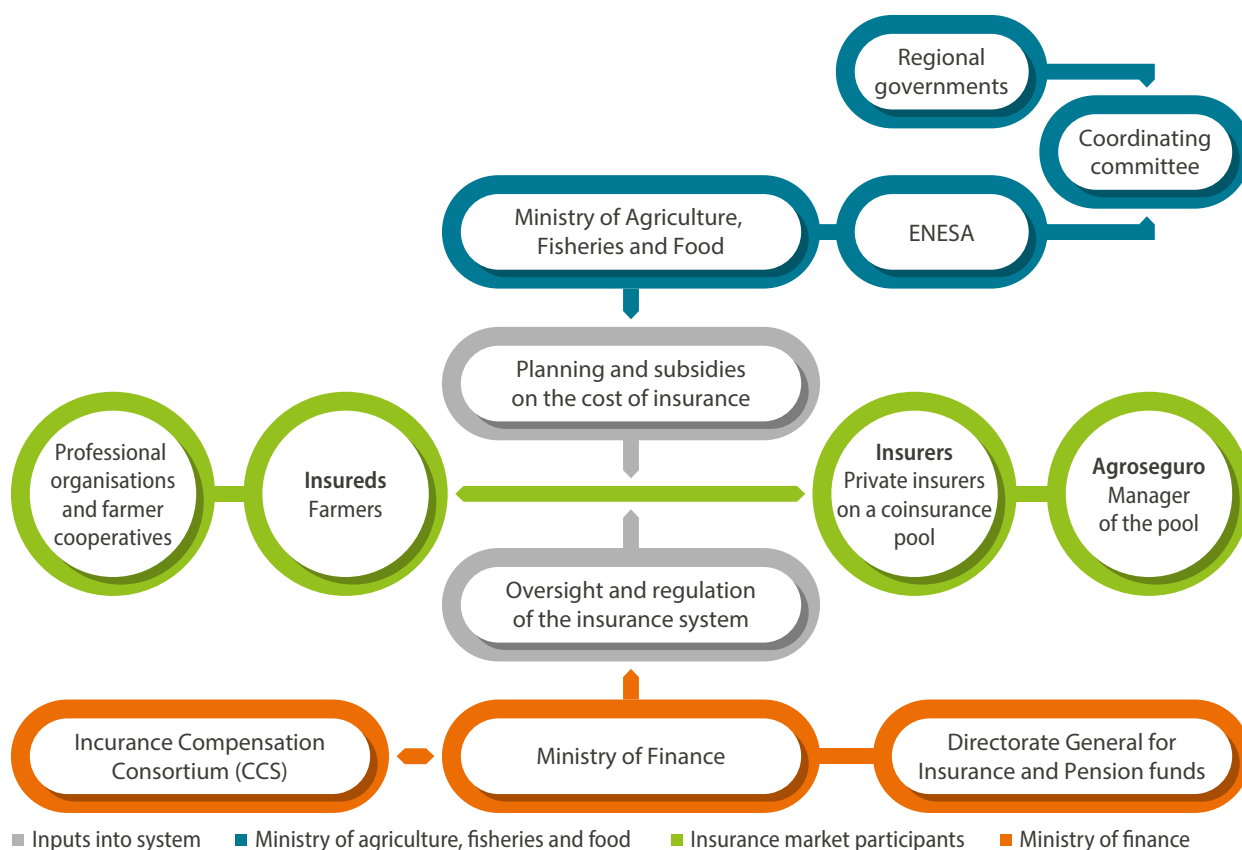 Regional
governments
Coordinating
committee
Ministry of Agriculture,
Fisheries and Food
ENESA
Planning and subsidies
on the cost of insurance
Professional
organisations
and farmer
cooperatives
Insureds
Farmers
Insurers
Private insurers
on a coinsurance
pool
Agroseguro
Manager
of the pool
Oversight and regulation
of the insurance system
Incurance Compensation
Consortium (CCS)
Ministry of Finance
Directorate General for
Insurance and Pension funds
Inputs into system
Ministry of agriculture, fisheries and food
Insurance market participants
Ministry of finance